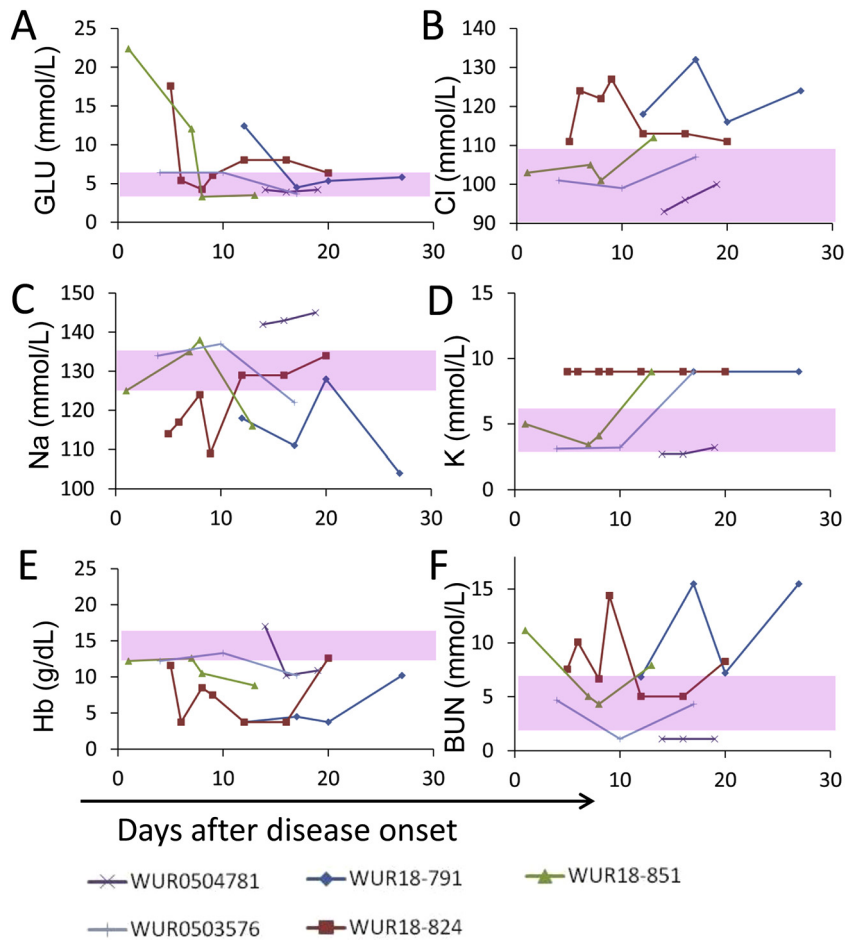 A
B
GLU (mmol/L)
25
20
15
10
5
0
0 10 20 30
Cl (mmol/L)
140
130
120
110
100
90
0 10 20 30
C
D
Na (mmol/L)
150
140
130
120
110
100
0 10 20 30
K (mmol/L)
15
10
5
0
0 10 20 30
E
F
Hb (g/dL)
25
20
15
10
5
0
0 10 20 30
BUN (mmol/L)
15
10
5
0
0 10 20 30
Days after disease onset
WUR0504781 WUR18-791 WUR18-851
WUR0503576 WUR18-824